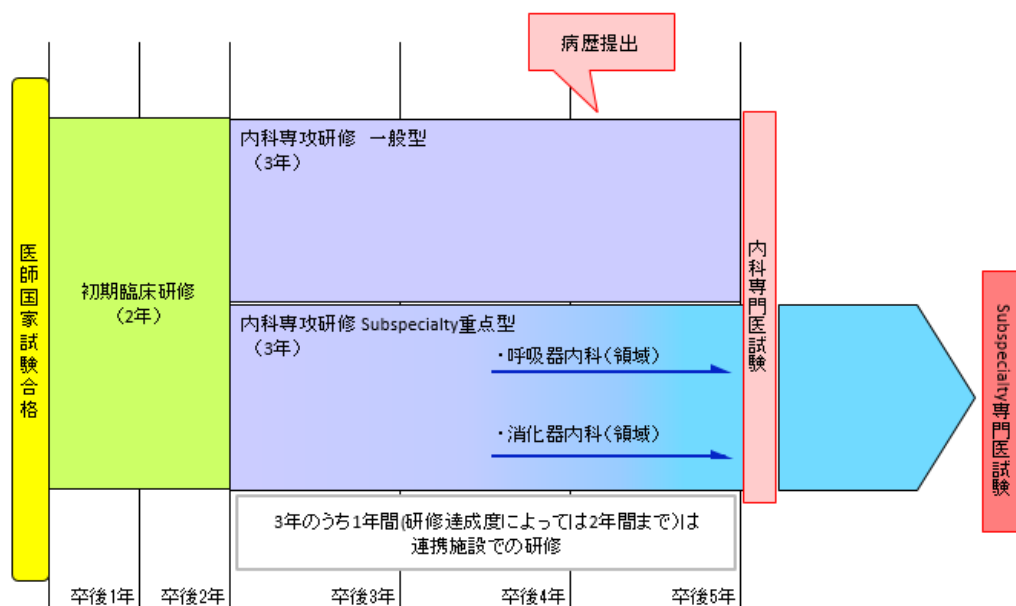 病歴提出
医師国家試験合格
初期臨床研修
（2年）
内科専攻研修　一般型
（3年）
内科専攻研修 Subspecialty重点型
（3年）
・呼吸器内科（領域）
・消化器内科（領域）
3年のうち1年間(研修達成度によっては2年間まで)は
連携施設での研修
内科専門医試験
Subspecialty専門医試験
卒後1年
卒後2年
卒後3年
卒後4年
卒後5年